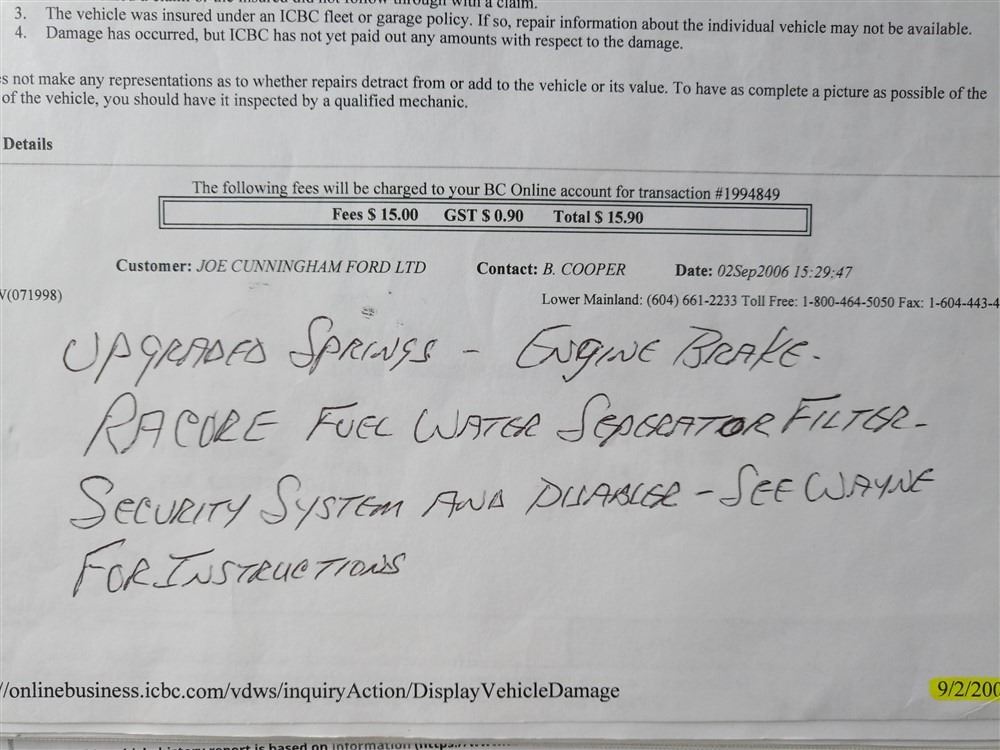 with a claim.
3. The vehicle was insured under an ICBC fleet or garage policy. If so, repair information about the individual vehicle may not be available.
4. Damage has occurred, but ICBC has not yet paid out any amounts with respect to the damage.
s not make any representations as to whether repairs detract from or add to the vehicle or its value. To have as complete a picture as possible of the
of the vehicle, you should have it inspected by a qualified mechanic.
Details
The following fees will be charged to your BC Online account for transaction #1994849
Fees $ 15.00 GST $ 0.90 Total $ 15.90
Customer: JOE CUNNINGHAM FORD LTD Contact: B. COOPER Date: 02Sep2006 15:29:47
V(071998) Lower Mainland: (604) 661-2233 Toll Free: 1-800-464-5050 Fax: 1-604-443-4
UPGRADED SPRINGS - ENGINE BRAKE.
RACORE FUEL WATER SEPERATOR FILTER-
SECURITY SYSTEM AND DISABLER - SEE WAYNE
FOR INSTRUCTIONS
//onlinebusiness.icbc.com/vdws/inquiryAction/DisplayVehicleDamage 9/2/200
report is based on information